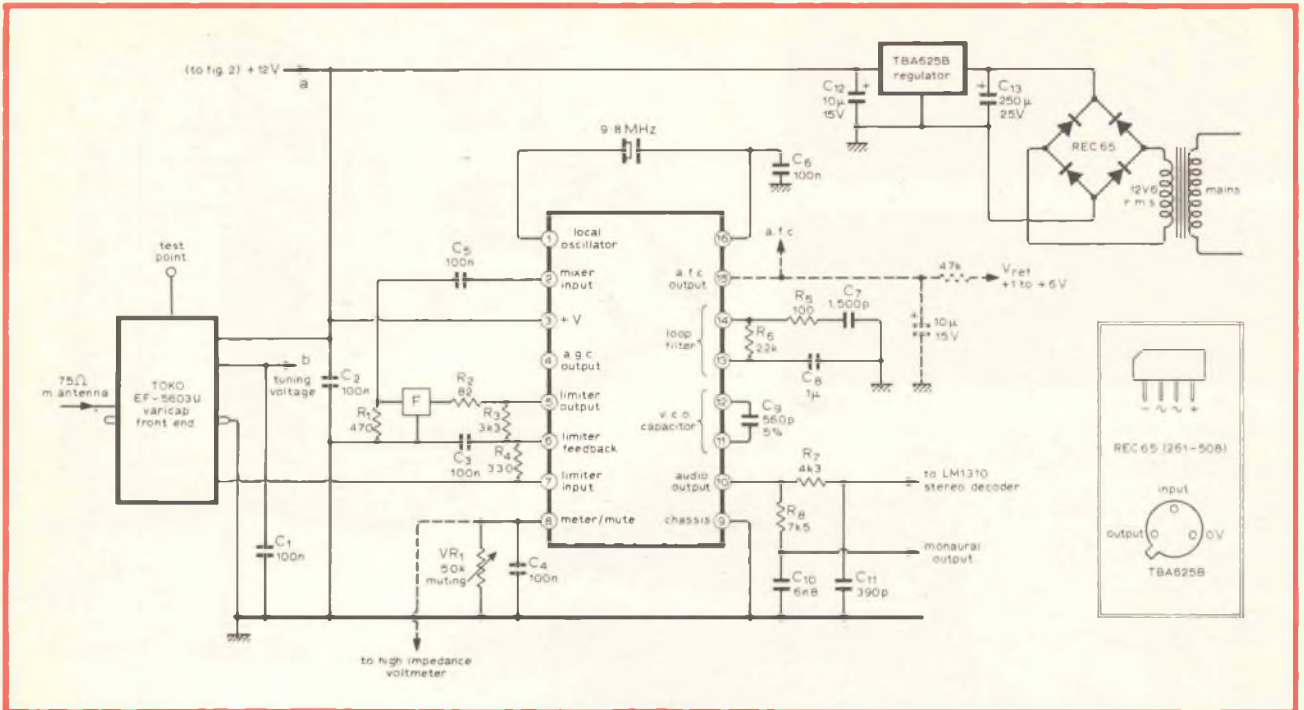 (to fig. 2) +12V
a
TBA625B
regulator
C12
10μ
15V
C13
250μ
25V
REC65
12V6
r m s
mains
9·8MHz
C6
100n
test
point
75Ω
m antenna
TOKO
EF-5603U
varicap
front end
b
tuning
voltage
C1
100n
C2
100n
C5
100n
R1
470
F
R2
82
R3
3k3
C3
100n
R4
330
VR1
50k
muting
C4
100n
to high impedance
voltmeter
1 local oscillator
2 mixer input
3 +V
4 a.g.c output
5 limiter output
6 limiter feedback
7 limiter input
8 meter/mute
16
15 a.f.c output
14
loop filter
13
12
v.c.o. capacitor
11
10 audio output
9 chassis
a.f.c
47k
Vref
+1 to +6V
10μ
15V
R5
100
C7
1,500p
R6
22k
C8
1μ
C9
560p
5%
R7
4k3
to LM1310
stereo decoder
R8
7k5
monaural
output
C10
6n8
C11
390p
− ∿ ∿ +
REC65 (261-508)
input
output
0V
TBA625B